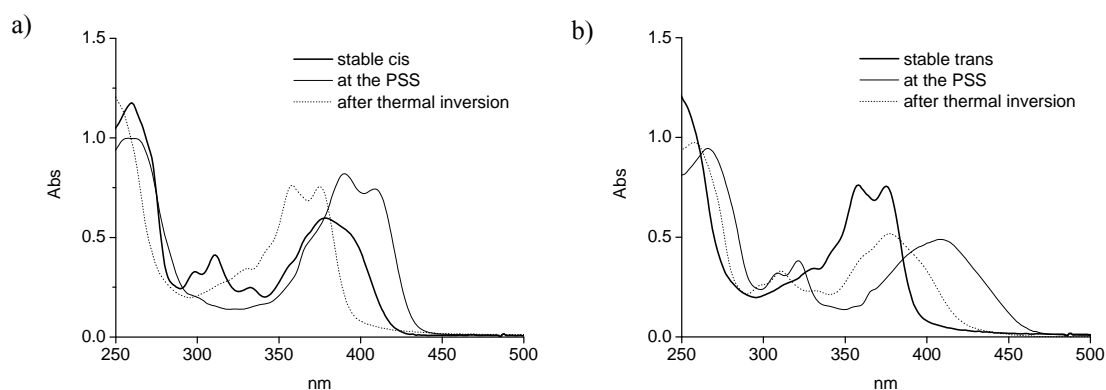 a)
1.5
1.0
0.5
0.0
Abs
250 300 350 400 450 500
nm
stable cis
at the PSS
after thermal inversion
b)
1.5
1.0
0.5
0.0
Abs
250 300 350 400 450 500
nm
stable trans
at the PSS
after thermal inversion